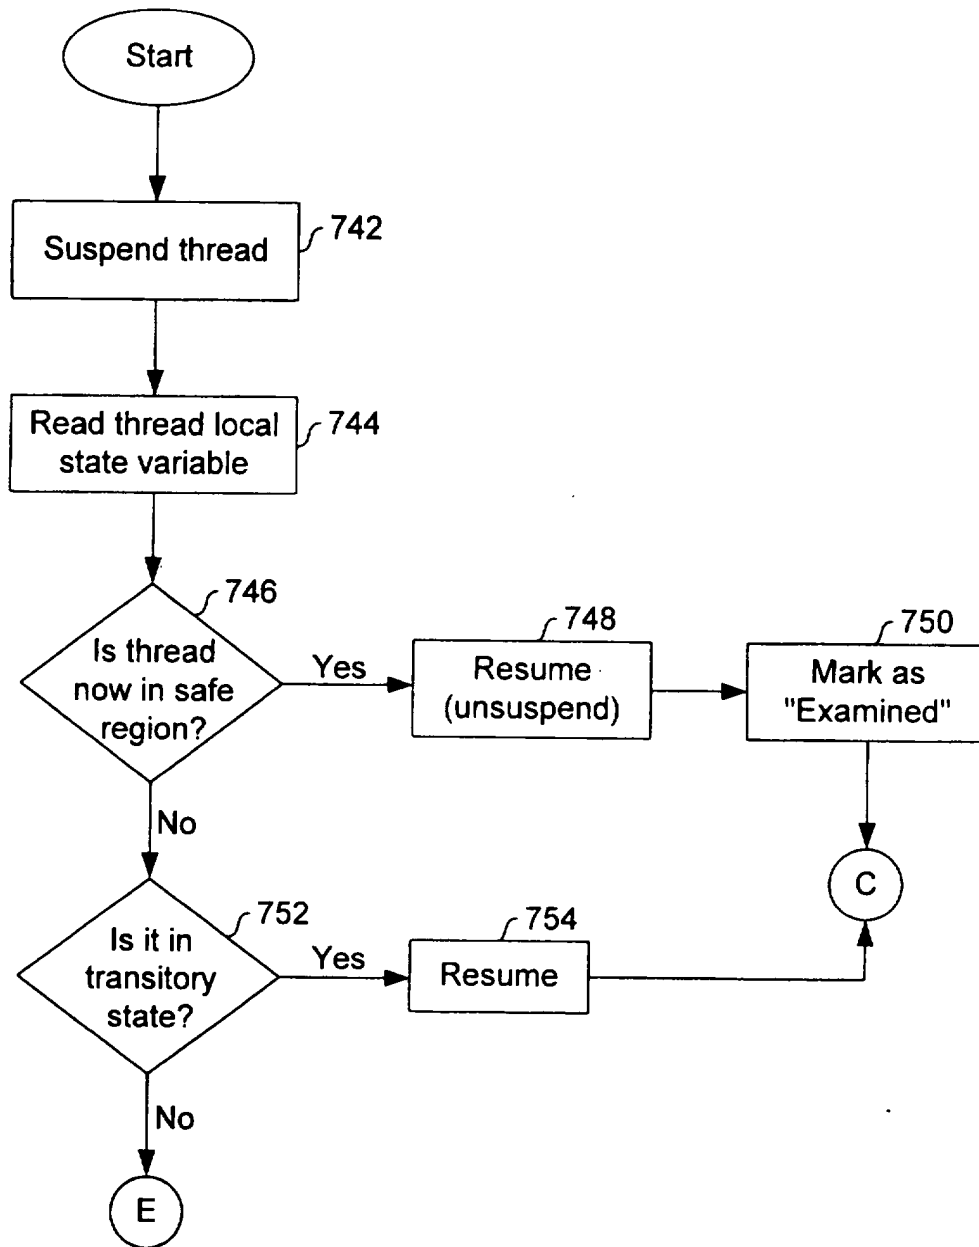 Start
Suspend thread
742
Read thread local
state variable
744
746
Is thread
now in safe
region?
Yes
748
Resume
(unsuspend)
750
Mark as
"Examined"
No
C
752
Is it in
transitory
state?
Yes
754
Resume
No
E